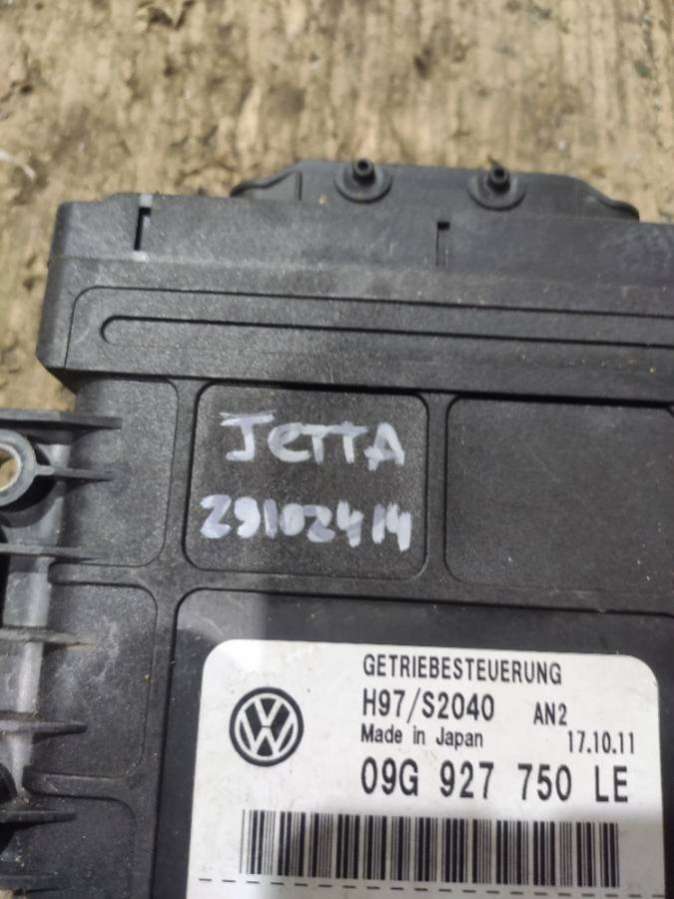 JETTA
29102414
GETRIEBESTEUERUNG
H97/S2040 AN2
Made in Japan 17.10.11
09G 927 750 LE